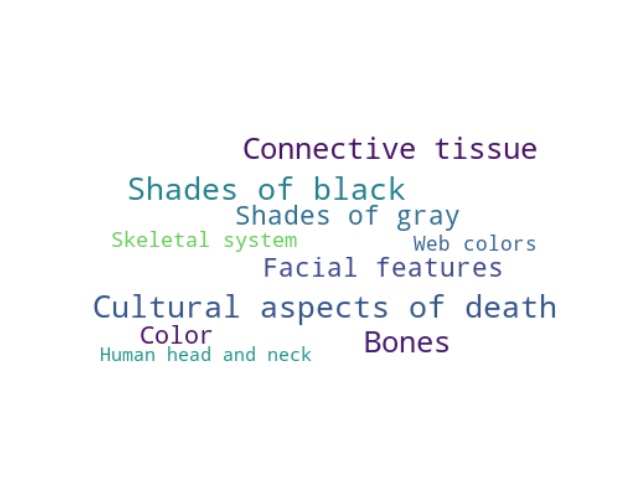 Connective tissue
Shades of black
Shades of gray
Skeletal system
Web colors
Facial features
Cultural aspects of death
Color
Bones
Human head and neck